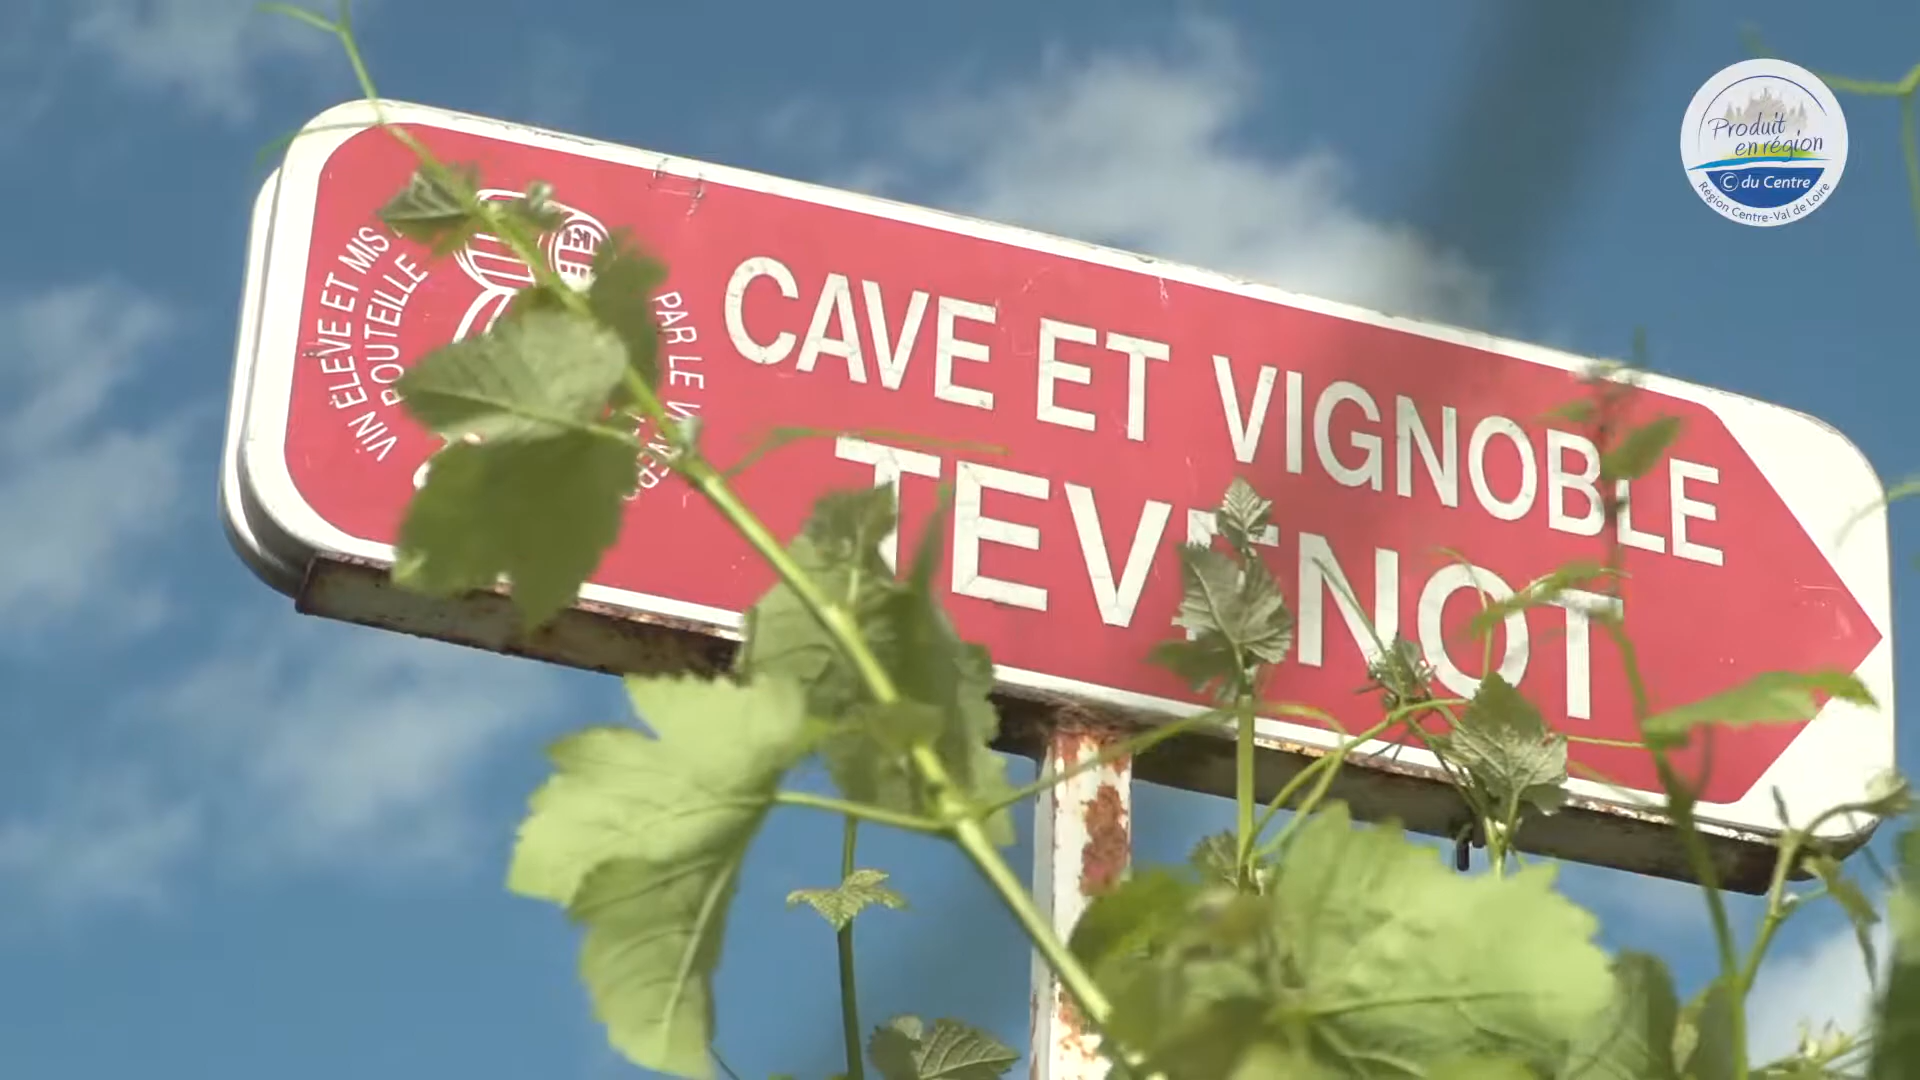 VIN ÉLEVÉ ET MIS
BOUTEILLE
PAR LE
CAVE ET VIGNOBLE
TEVENOT
Produit
en région
© du Centre
Région Centre-Val de Loire